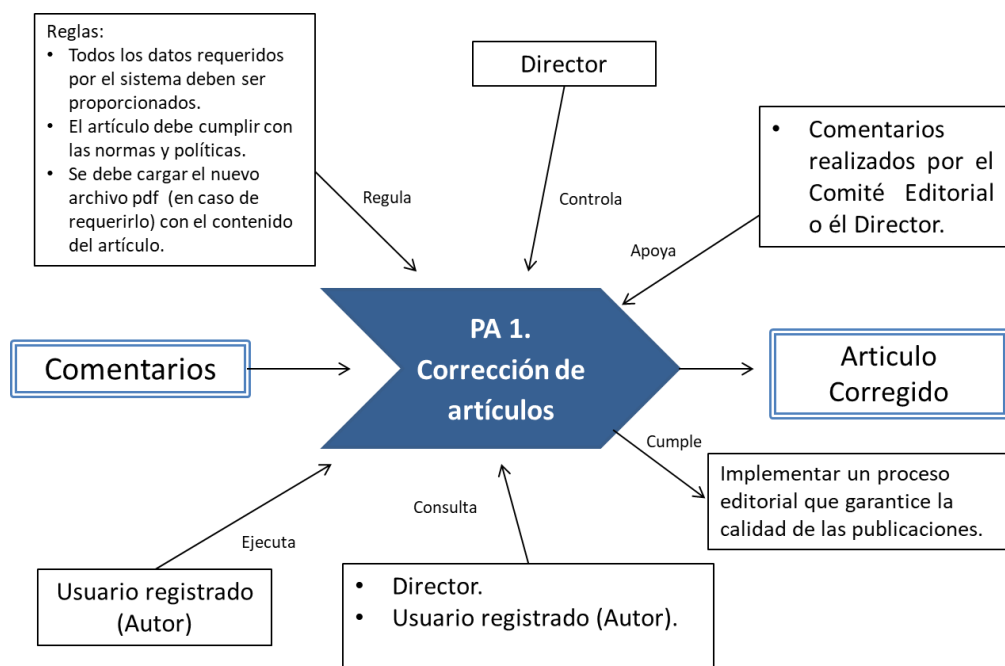 Reglas:
• Todos los datos requeridos
por el sistema deben ser
proporcionados.
• El artículo debe cumplir con
las normas y políticas.
• Se debe cargar el nuevo
archivo pdf (en caso de
requerirlo) con el contenido
del artículo.
Director
• Comentarios
realizados por el
Comité Editorial
o él Director.
Regula
Controla
Apoya
Comentarios
PA 1.
Corrección de
artículos
Articulo
Corregido
Cumple
Implementar un proceso
editorial que garantice la
calidad de las publicaciones.
Consulta
Ejecuta
Usuario registrado
(Autor)
• Director.
• Usuario registrado (Autor).